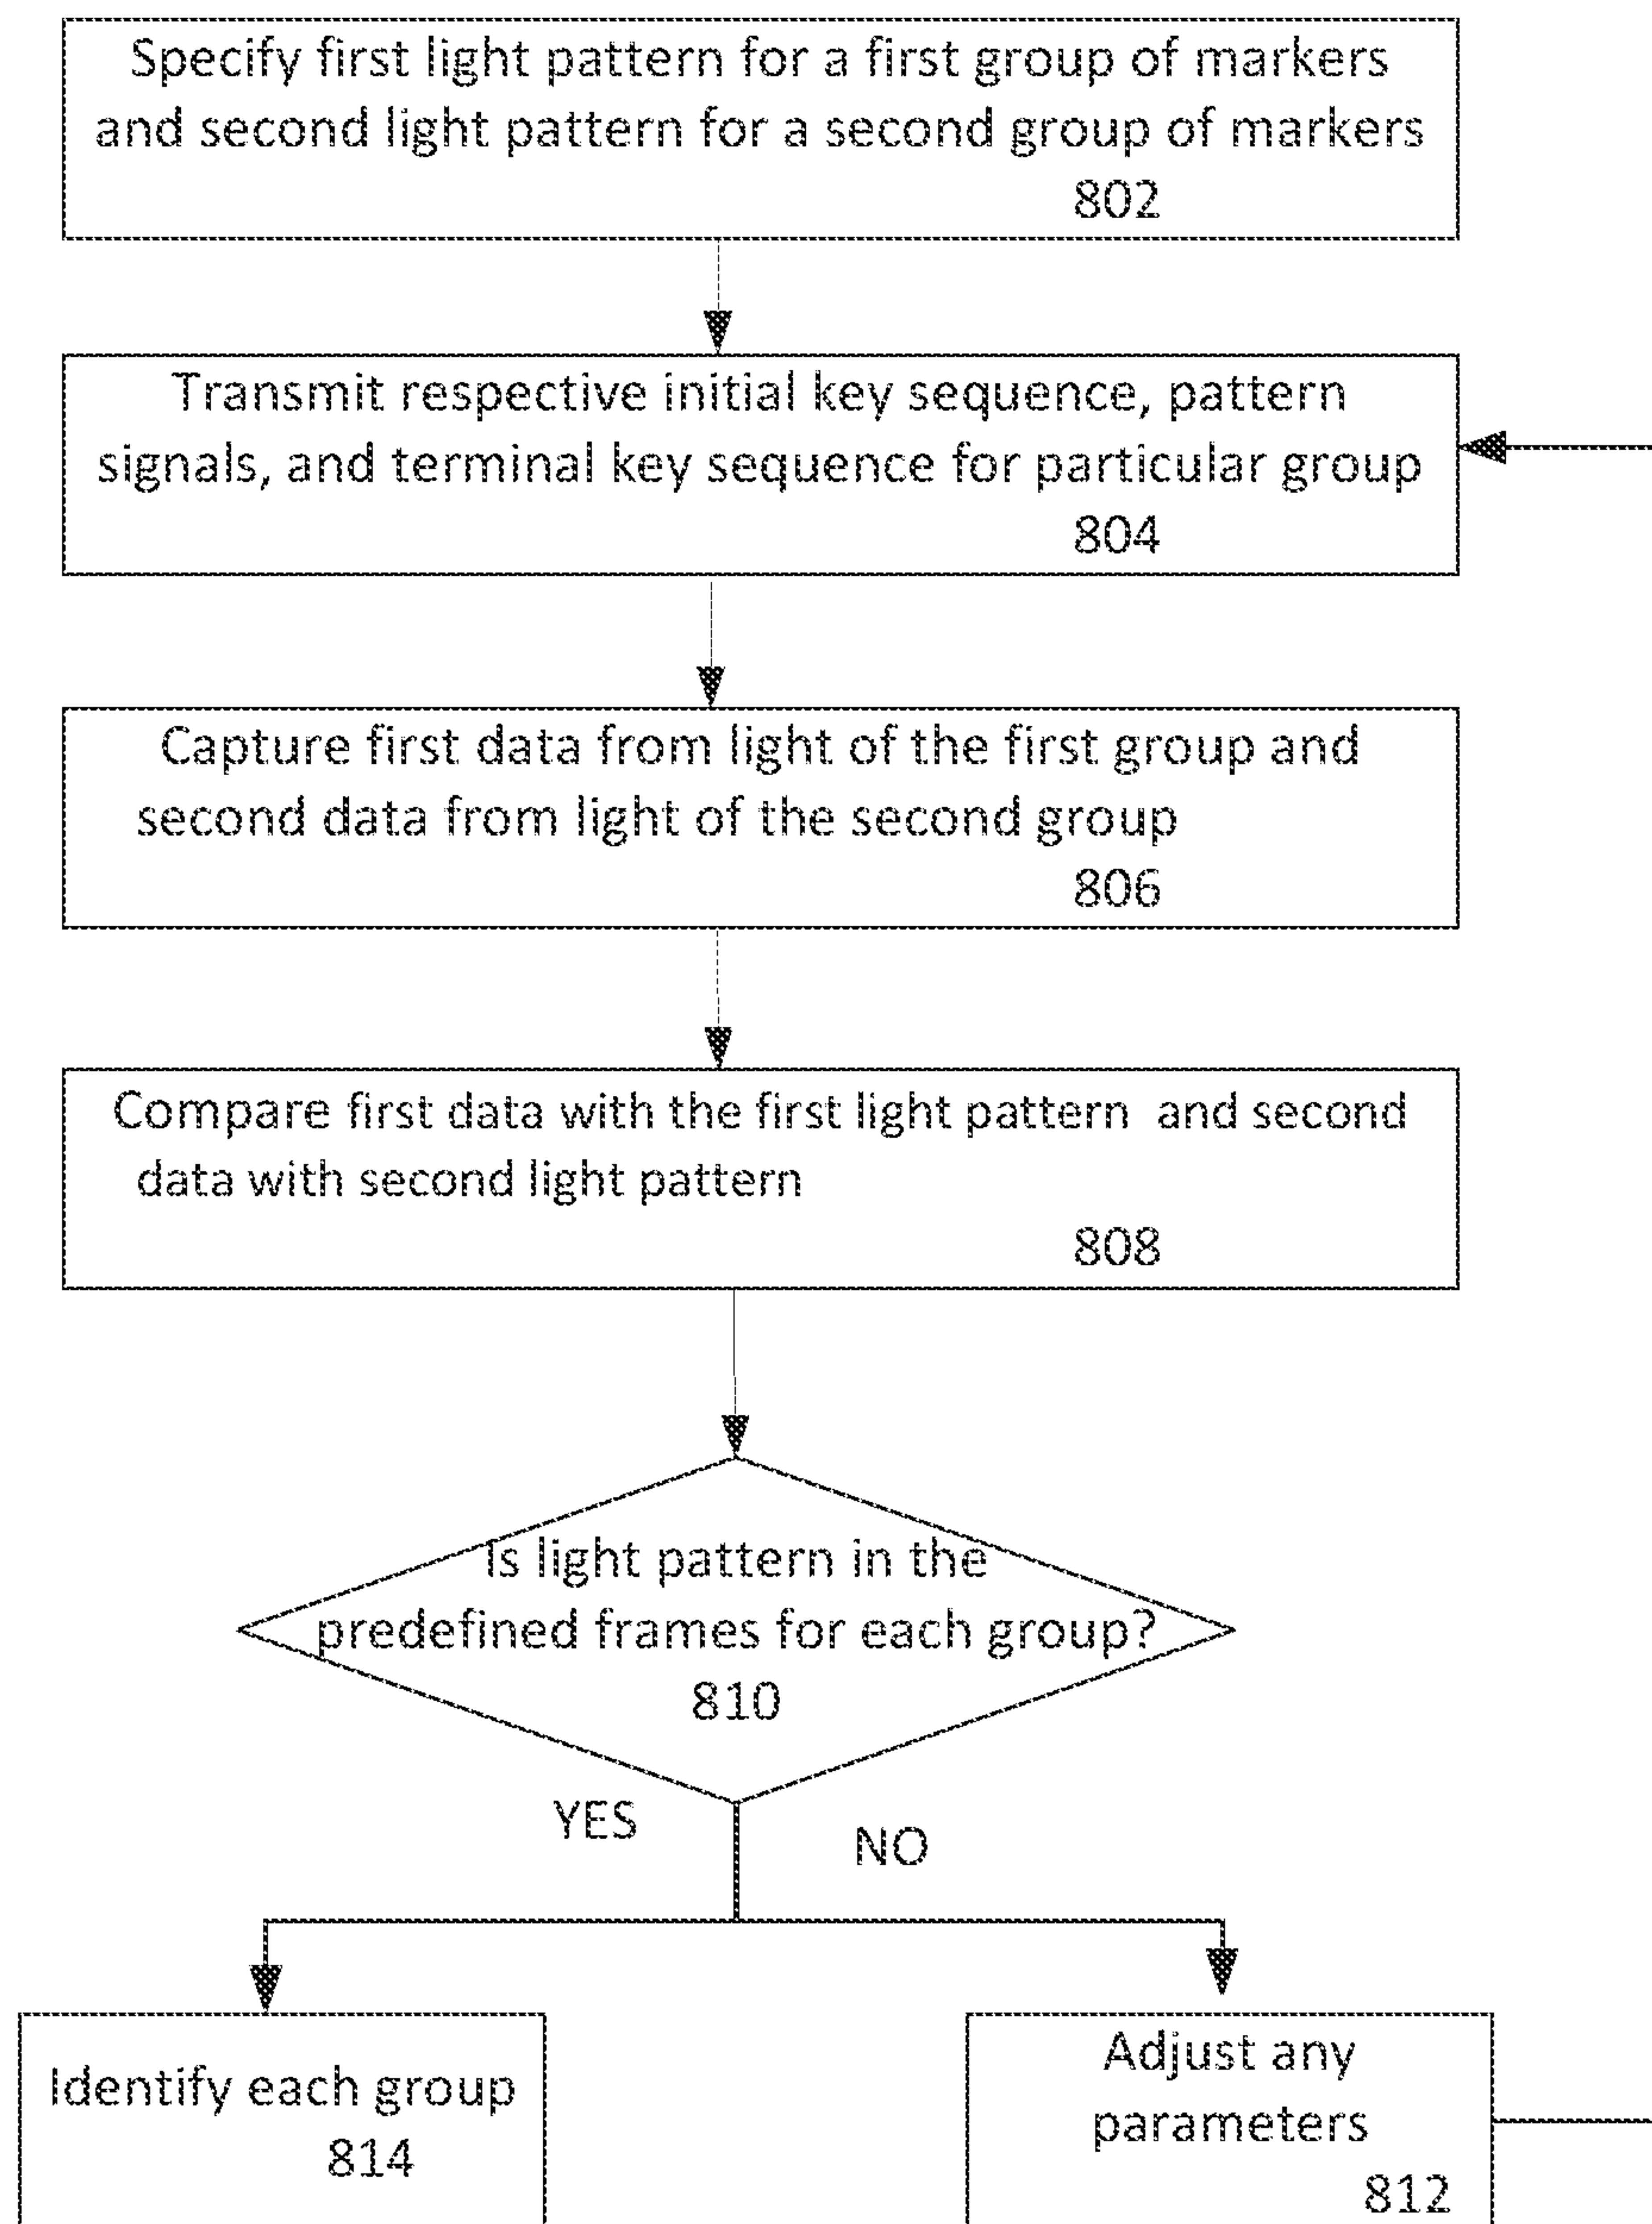 Specify first light pattern for a first group of markers
and second light pattern for a second group of markers
802
Transmit respective initial key sequence, pattern
signals, and terminal key sequence for particular group
804
Capture first data from light of the first group and
second data from light of the second group
806
Compare first data with the first light pattern and second
data with second light pattern
808
Is light pattern in the
predefined frames for each group?
810
YES
NO
Identify each group
814
Adjust any
parameters
812